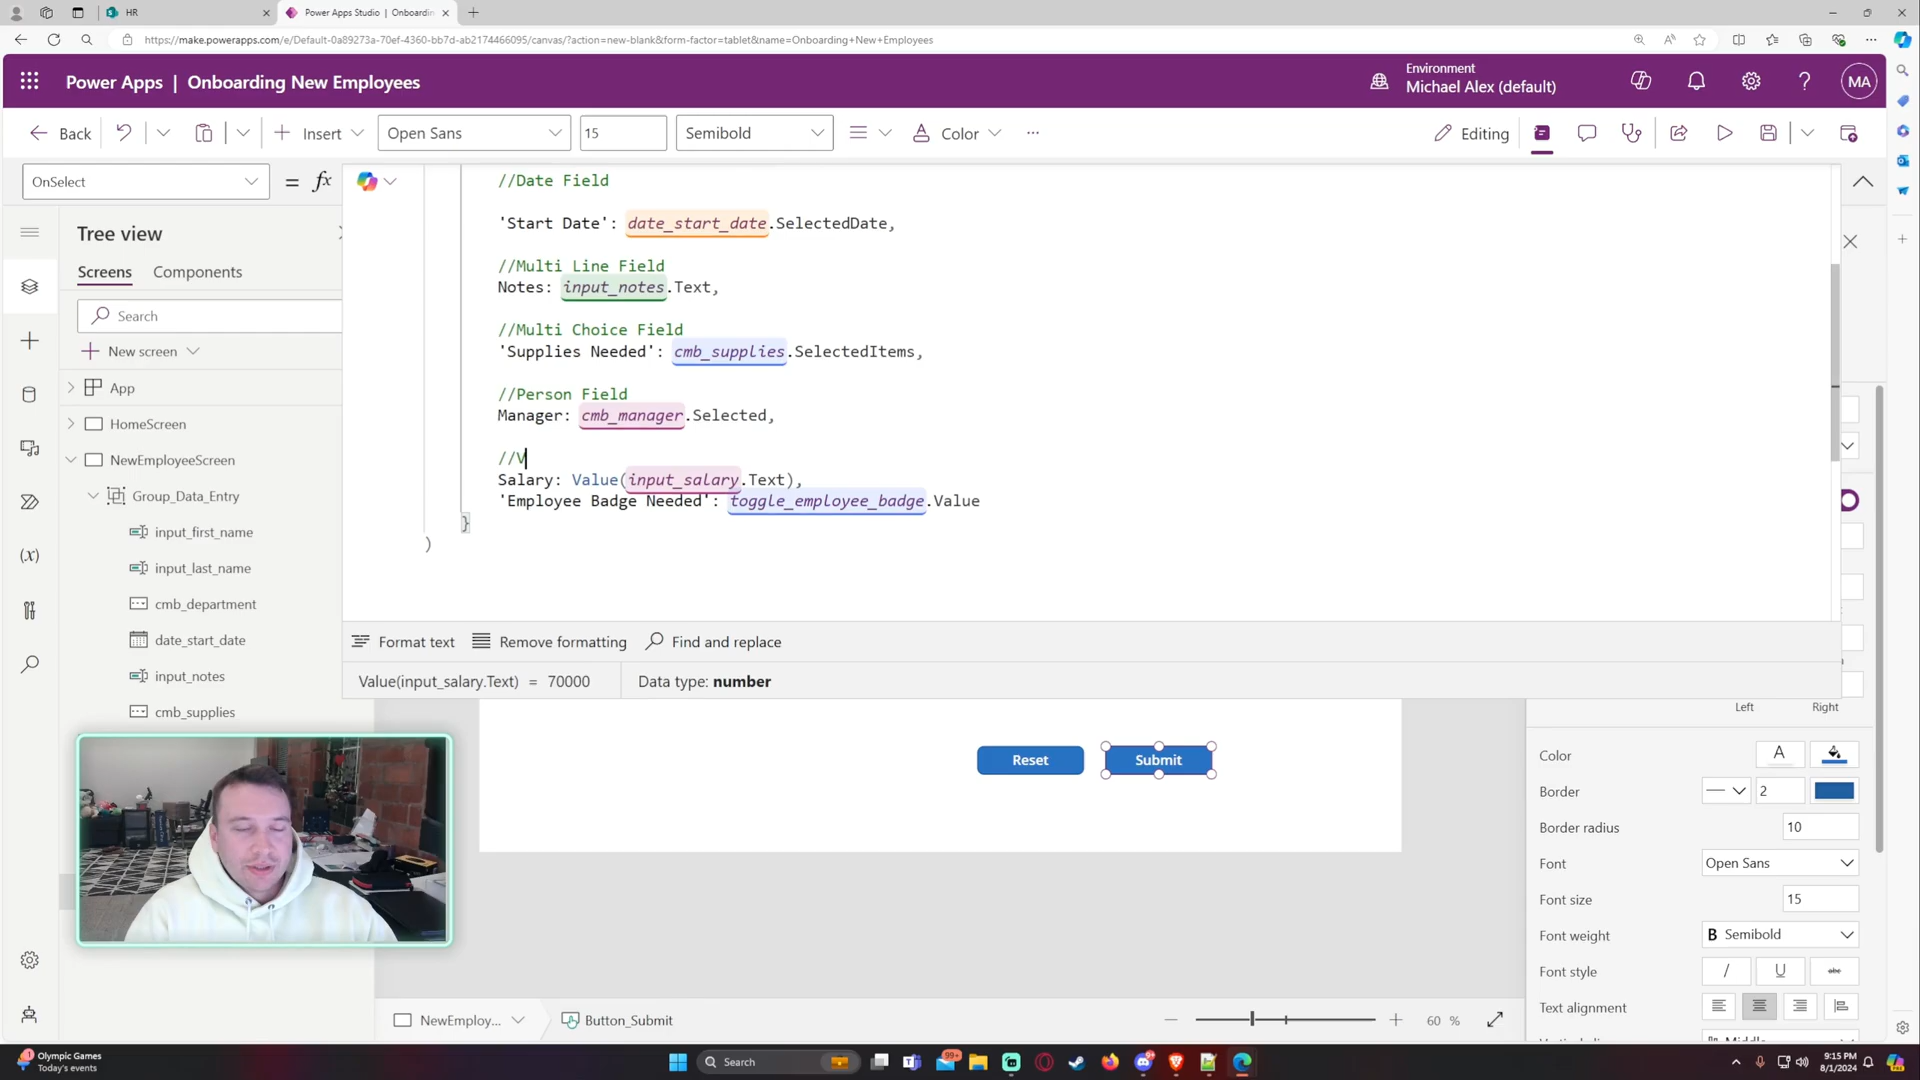 HR
Power Apps Studio | Onboardin
https://make.powerapps.com/e/Default-0a89273a-70ef-4360-bb7d-ab2174466095/canvas/?action=new-blank&form-factor=tablet&name=Onboarding+New+Employees
Power Apps | Onboarding New Employees
Environment
Michael Alex (default)
MA
Back
Insert
Open Sans
15
Semibold
Color
...
Editing
OnSelect
= fx
Tree view
Screens
Components
Search
New screen
App
HomeScreen
NewEmployeeScreen
Group_Data_Entry
input_first_name
input_last_name
cmb_department
date_start_date
input_notes
cmb_supplies
//Date Field
'Start Date': date_start_date.SelectedDate,
//Multi Line Field
Notes: input_notes.Text,
//Multi Choice Field
'Supplies Needed': cmb_supplies.SelectedItems,
//Person Field
Manager: cmb_manager.Selected,
//V
Salary: Value(input_salary.Text),
'Employee Badge Needed': toggle_employee_badge.Value
}
)
Format text
Remove formatting
Find and replace
Value(input_salary.Text) = 70000
Data type: number
Reset
Submit
Left
Right
Color
A
Border
2
Border radius
10
Font
Open Sans
Font size
15
Font weight
B Semibold
Font style
/ U abc
Text alignment
NewEmploy...
Button_Submit
60 %
1
Olympic Games
Today's events
Search
99+
9:15 PM
8/1/2024